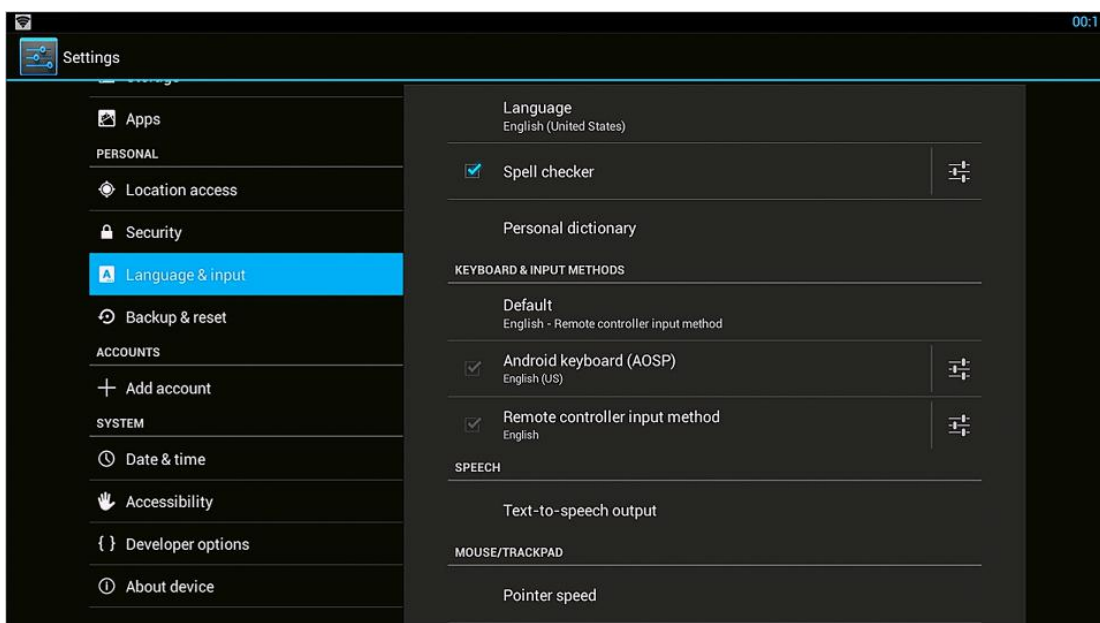 00:1
Settings
Storage
Apps
PERSONAL
Location access
Security
Language & input
Backup & reset
ACCOUNTS
Add account
SYSTEM
Date & time
Accessibility
{ } Developer options
About device
Language
English (United States)
Spell checker
Personal dictionary
KEYBOARD & INPUT METHODS
Default
English - Remote controller input method
Android keyboard (AOSP)
English (US)
Remote controller input method
English
SPEECH
Text-to-speech output
MOUSE/TRACKPAD
Pointer speed